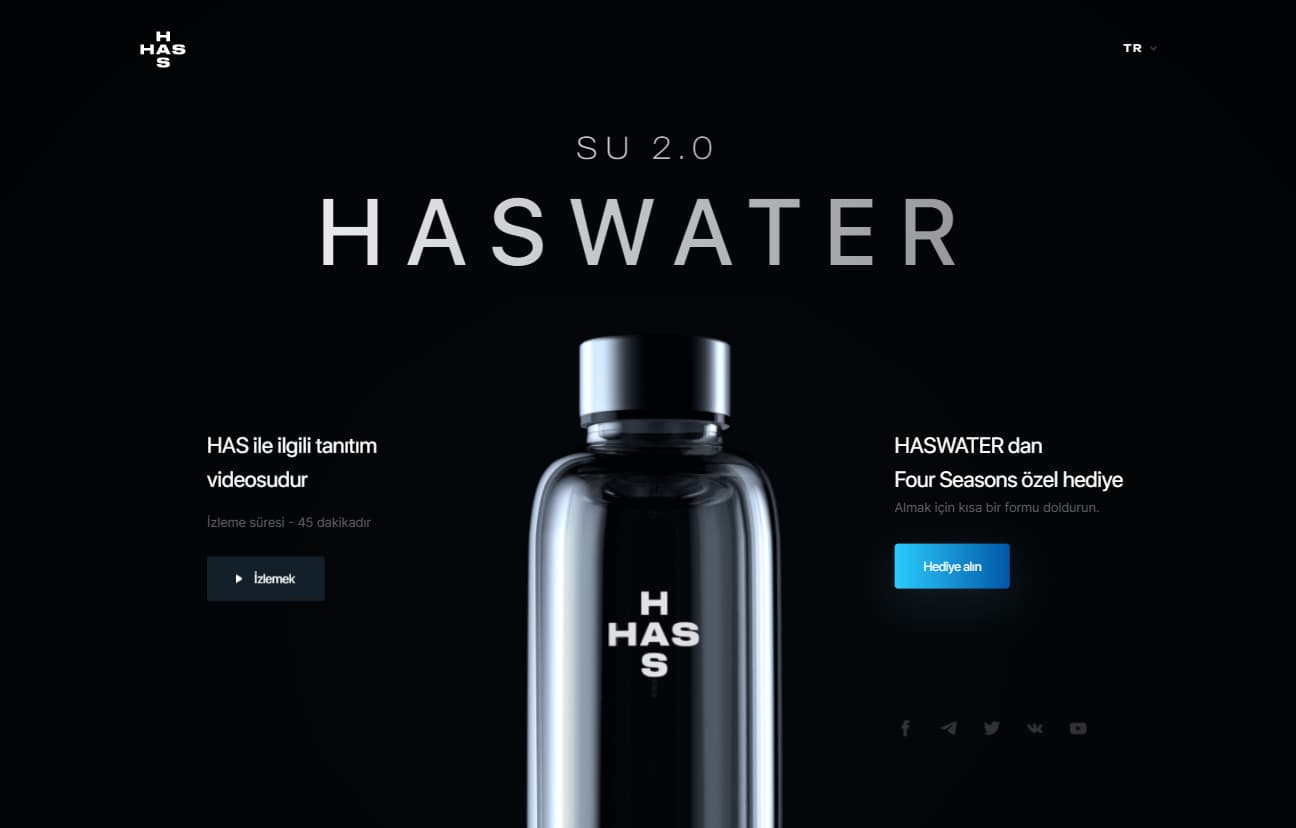 H
HAS
S
TR
SU 2.0
HASWATER
HAS ile ilgili tanıtım
videosudur
İzleme süresi - 45 dakikadır
İzlemek
HASWATER dan
Four Seasons özel hediye
Almak için kısa bir formu doldurun.
Hediye alın
H
HAS
S